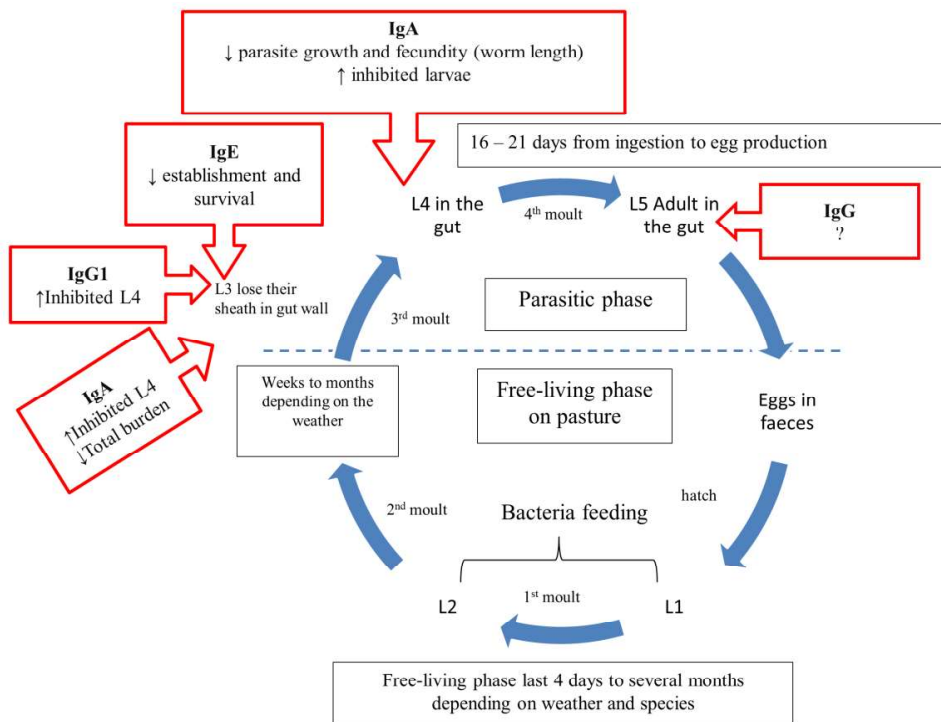 IgA
↓ parasite growth and fecundity (worm length)
↑ inhibited larvae
16 – 21 days from ingestion to egg production
IgE
↓ establishment and
survival
L4 in the
gut
4th moult
L5 Adult in
the gut
IgG
?
IgG1
↑Inhibited L4
L3 lose their
sheath in gut wall
3rd moult
Parasitic phase
IgA
↑Inhibited L4
↓Total burden
Weeks to months
depending on the
weather
Free-living phase
on pasture
Eggs in
faeces
2nd moult
Bacteria feeding
hatch
L2
1st moult
L1
Free-living phase last 4 days to several months
depending on weather and species